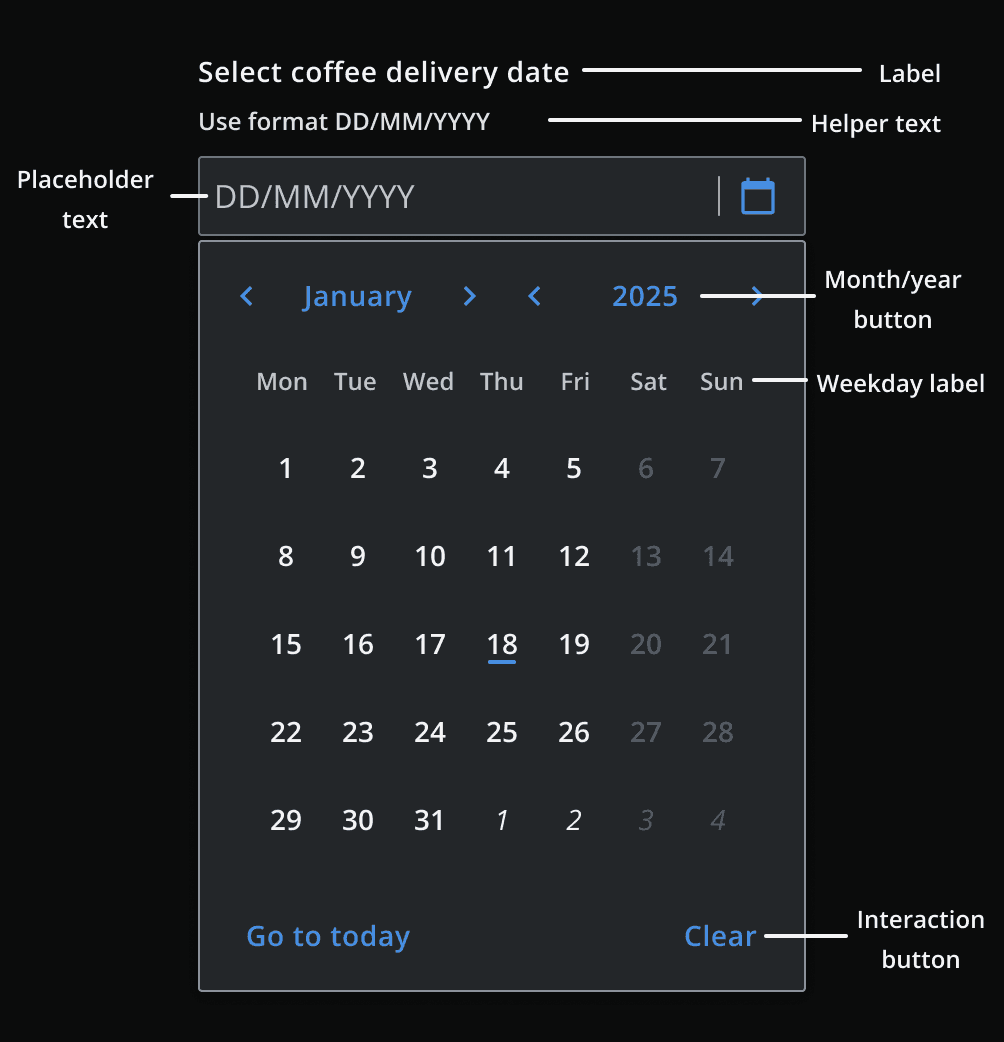 Select coffee delivery date
Label
Use format DD/MM/YYYY
Helper text
Placeholder
text
DD/MM/YYYY
January
2025
Month/year
button
Mon Tue Wed Thu Fri Sat Sun
Weekday label
1 2 3 4 5 6 7
8 9 10 11 12 13 14
15 16 17 18 19 20 21
22 23 24 25 26 27 28
29 30 31 1 2 3 4
Go to today
Clear
Interaction
button